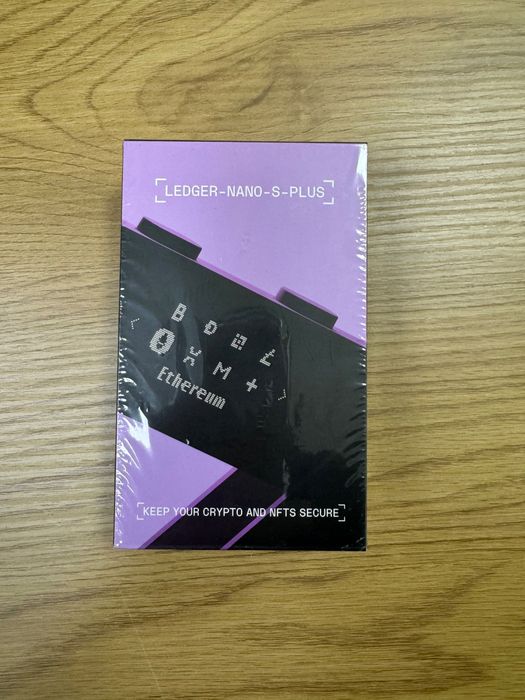 LEDGER-NANO-S-PLUS
B Đ Ł
M +
Ethereum
KEEP YOUR CRYPTO AND NFTS SECURE